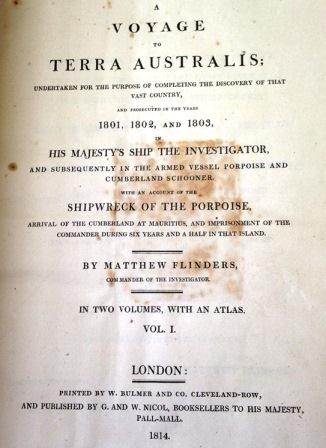 A
VOYAGE
TO
TERRA AUSTRALIS;
UNDERTAKEN FOR THE PURPOSE OF COMPLETING THE DISCOVERY OF THAT
VAST COUNTRY,
AND PROSECUTED IN THE YEARS
1801, 1802, AND 1803,
IN
HIS MAJESTY'S SHIP THE INVESTIGATOR,
AND SUBSEQUENTLY IN THE ARMED VESSEL PORPOISE AND
CUMBERLAND SCHOONER.
WITH AN ACCOUNT OF THE
SHIPWRECK OF THE PORPOISE,
ARRIVAL OF THE CUMBERLAND AT MAURITIUS, AND IMPRISONMENT OF THE
COMMANDER DURING SIX YEARS AND A HALF IN THAT ISLAND.
BY MATTHEW FLINDERS,
COMMANDER OF THE INVESTIGATOR.
IN TWO VOLUMES, WITH AN ATLAS.
VOL. I.
LONDON:
PRINTED BY W. BULMER AND CO. CLEVELAND-ROW,
AND PUBLISHED BY G. AND W. NICOL, BOOKSELLERS TO HIS MAJESTY,
PALL-MALL.
1814.